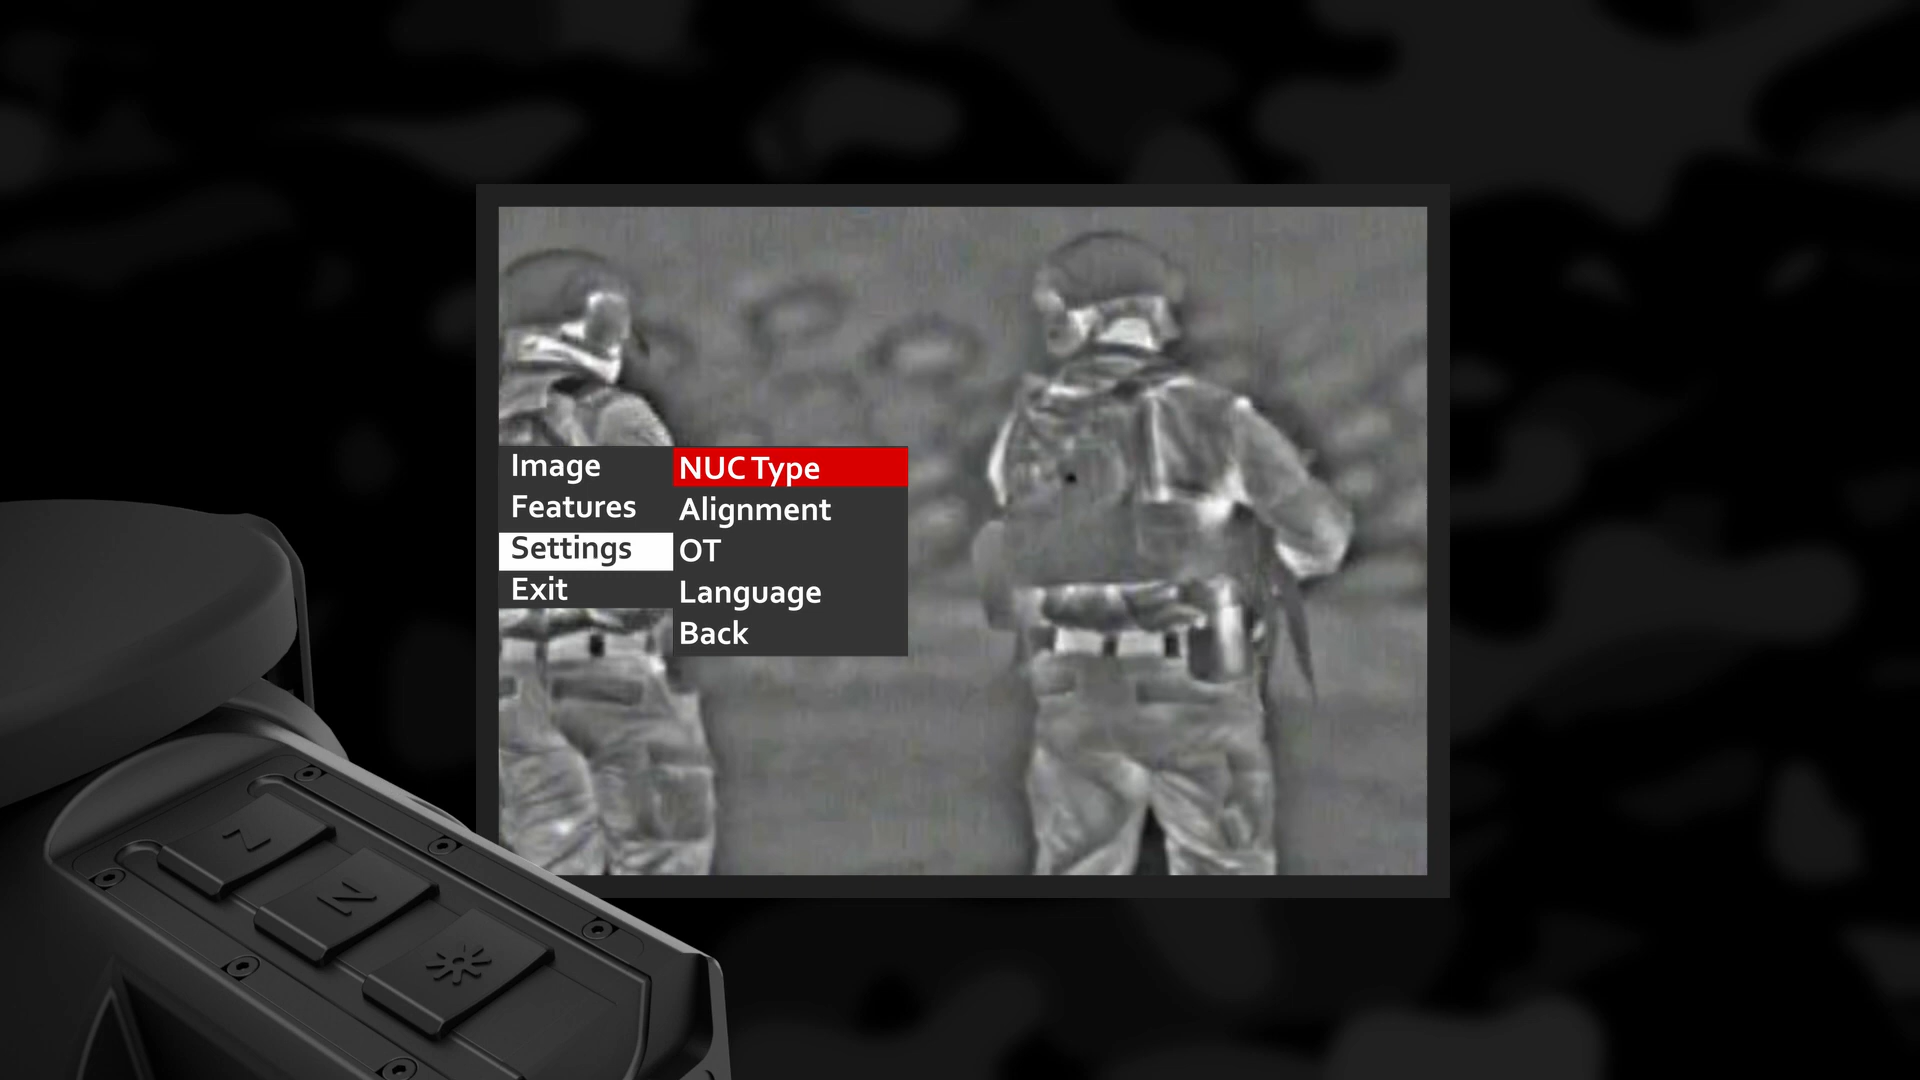 Image
Features
Settings
Exit
NUC Type
Alignment
OT
Language
Back
Z
N